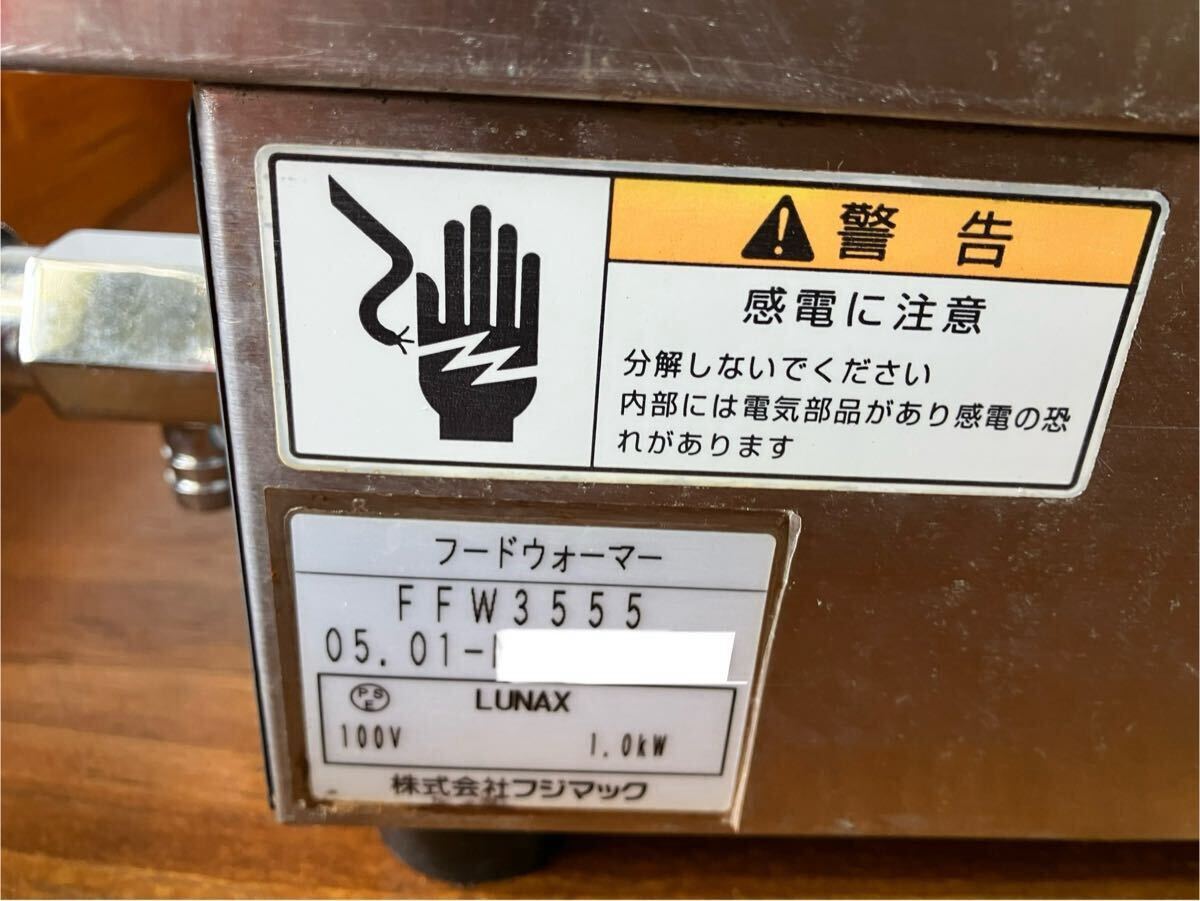 警告
感電に注意
分解しないでください
内部には電気部品があり感電の恐
れがあります
フードウォーマー
FFW3555
05.01-
PSE LUNAX
100V 1.0kW
株式会社フジマック